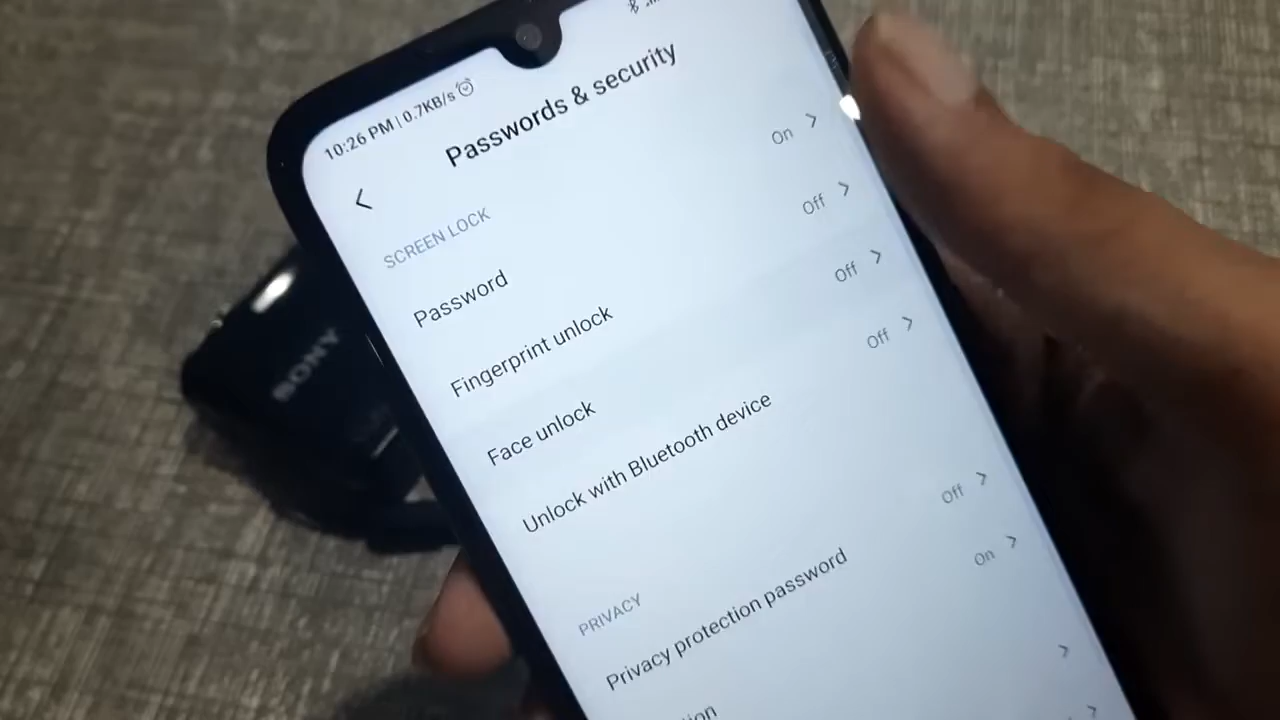 10:26 PM | 0.7KB/s
Passwords & security
SCREEN LOCK
Password On
Fingerprint unlock Off
Face unlock Off
Unlock with Bluetooth device Off
PRIVACY
Privacy protection password Off
On
SONY